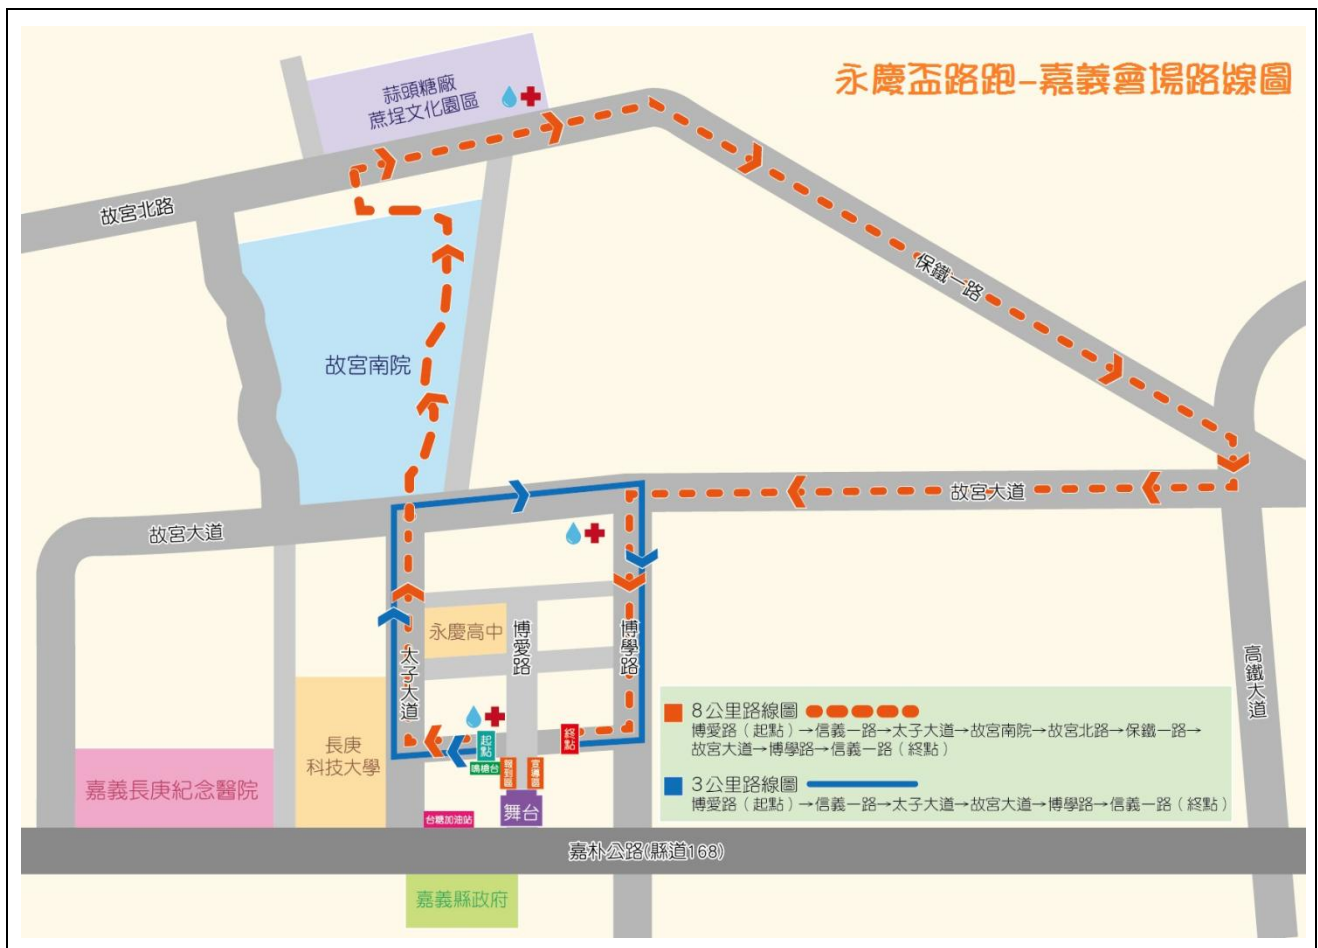 永慶盃路跑-嘉義會場路線圖
蒜頭糖廠
蔗埕文化園區
故宮北路
保鐵一路
故宮南院
故宮大道
故宮大道
永慶高中
博愛路
博學路
太子大道
高鐵大道
長庚
科技大學
嘉義長庚紀念醫院
起點
終點
鳴槍台
報到區
宣導區
舞台
台糖加油站
8公里路線圖
博愛路(起點)→信義一路→太子大道→故宮南院→故宮北路→保鐵一路→
故宮大道→博學路→信義一路(終點)
3公里路線圖
博愛路(起點)→信義一路→太子大道→故宮大道→博學路→信義一路(終點)
嘉朴公路(縣道168)
嘉義縣政府